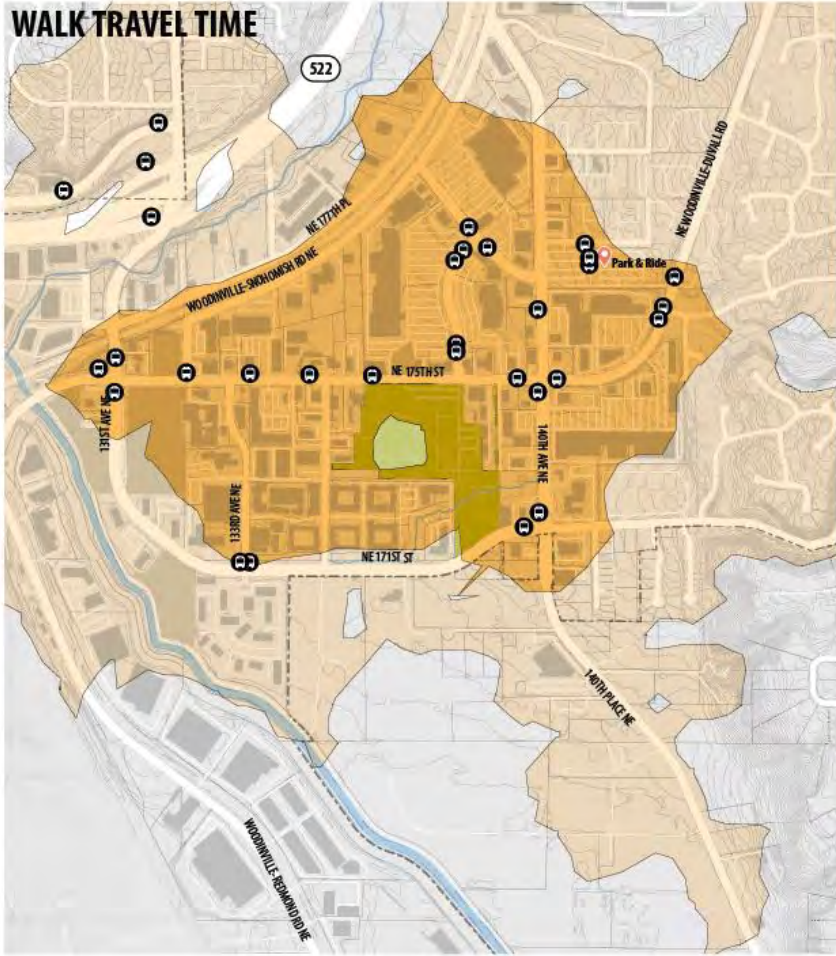 WALK TRAVEL TIME
522
NE WOODINVILLE-DUVALL RD
NE 177TH PL
Park & Ride
WOODINVILLE-SNOHOMISH RD NE
NE 175TH ST
131ST AVE NE
140TH AVE NE
133RD AVE NE
NE 171ST ST
140TH PLACE NE
WOODINVILLE-REDMOND RD NE